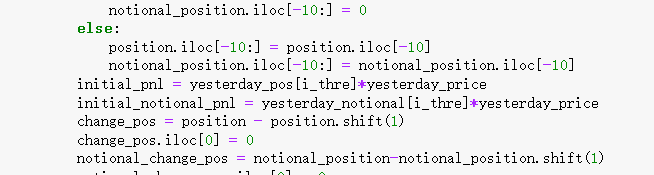 notional_position.iloc[-10:] = 0
else:
position.iloc[-10:] = position.iloc[-10]
notional_position.iloc[-10:] = notional_position.iloc[-10]
initial_pnl = yesterday_pos[i_thre]*yesterday_price
initial_notional_pnl = yesterday_notional[i_thre]*yesterday_price
change_pos = position - position.shift(1)
change_pos.iloc[0] = 0
notional_change_pos = notional_position-notional_position.shift(1)